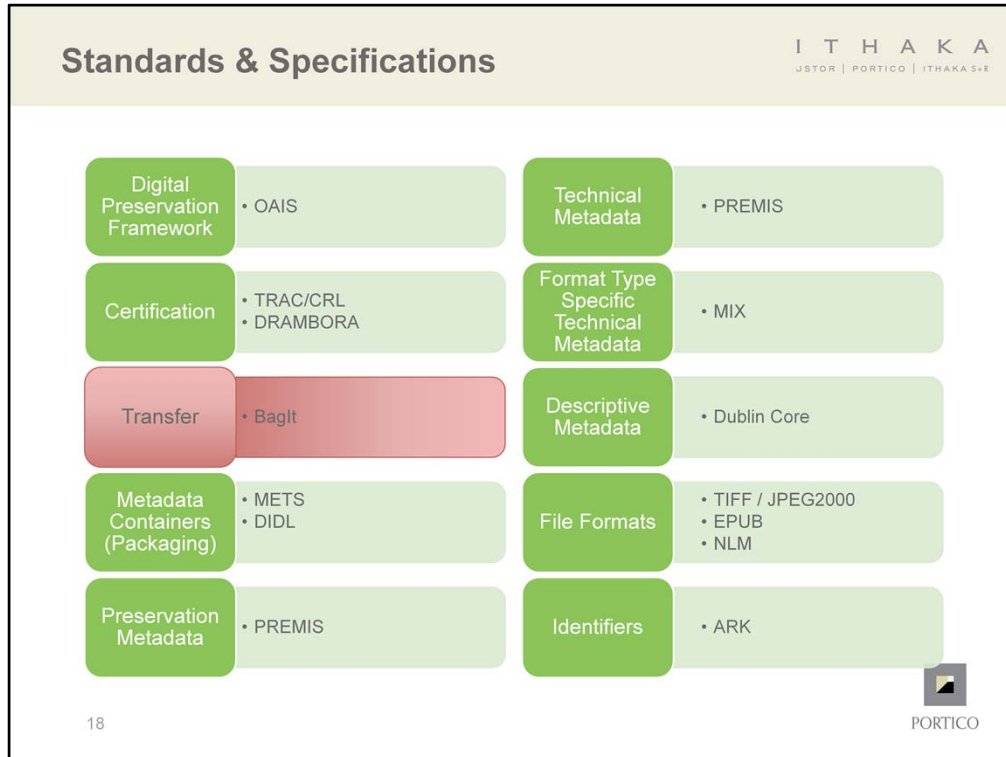 Standards & Specifications
I T H A K A
JSTOR | PORTICO | ITHAKA S+R
Digital
Preservation
Framework
• OAIS
Certification
• TRAC/CRL
• DRAMBORA
Transfer
• BagIt
Metadata
Containers
(Packaging)
• METS
• DIDL
Preservation
Metadata
• PREMIS
Technical
Metadata
• PREMIS
Format Type
Specific
Technical
Metadata
• MIX
Descriptive
Metadata
• Dublin Core
File Formats
• TIFF / JPEG2000
• EPUB
• NLM
Identifiers
• ARK
18
PORTICO